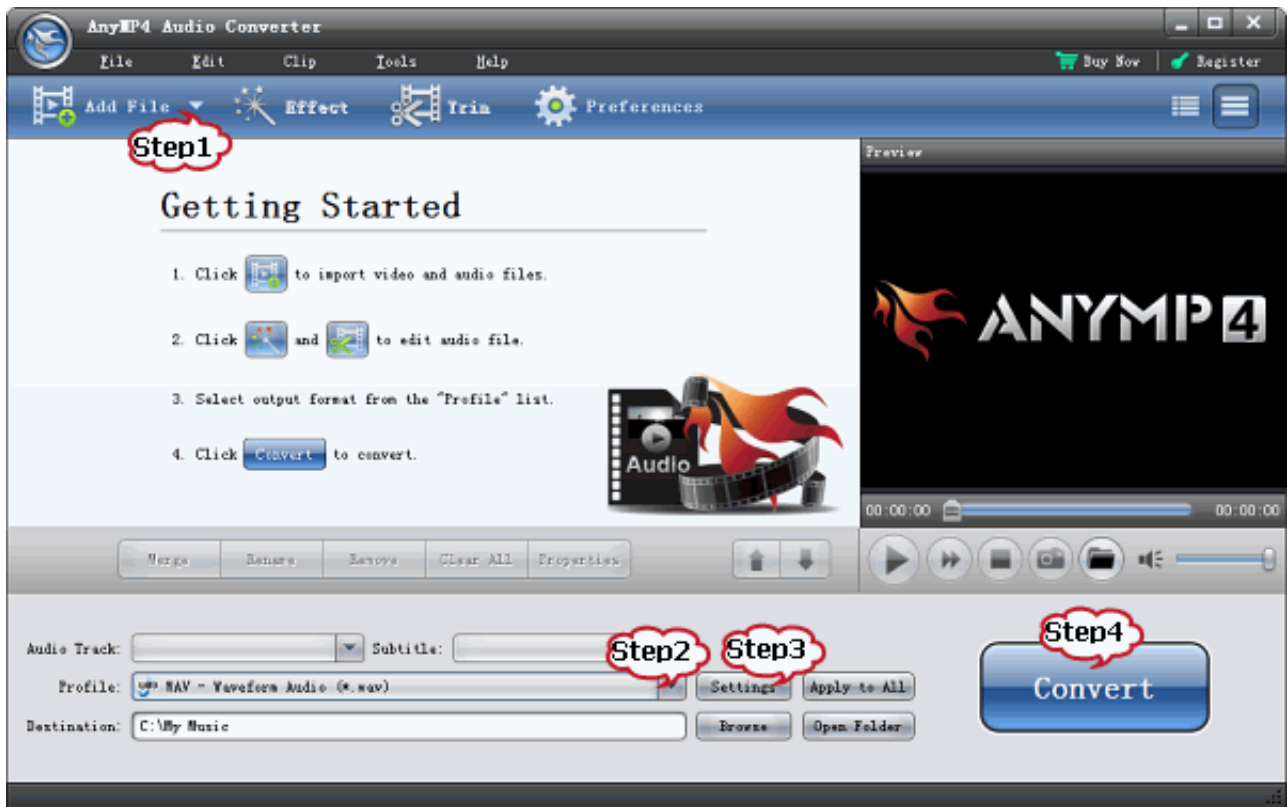 AnyMP4 Audio Converter
File Edit Clip Tools Help Buy Now Register
Add File Effect Trim Preferences
Step1
Preview
Getting Started
1. Click to import video and audio files.
2. Click and to edit audio file.
3. Select output format from the "Profile" list.
4. Click Convert to convert.
Audio
ANYMP4
00:00:00 00:00:00
Merge Rename Remove Clear All Properties
Audio Track: Subtitle:
Step2 Step3 Step4
Profile: WAV - Waveform Audio (*.wav) Settings Apply to All
Convert
Destination: C:\My Music Browse Open Folder